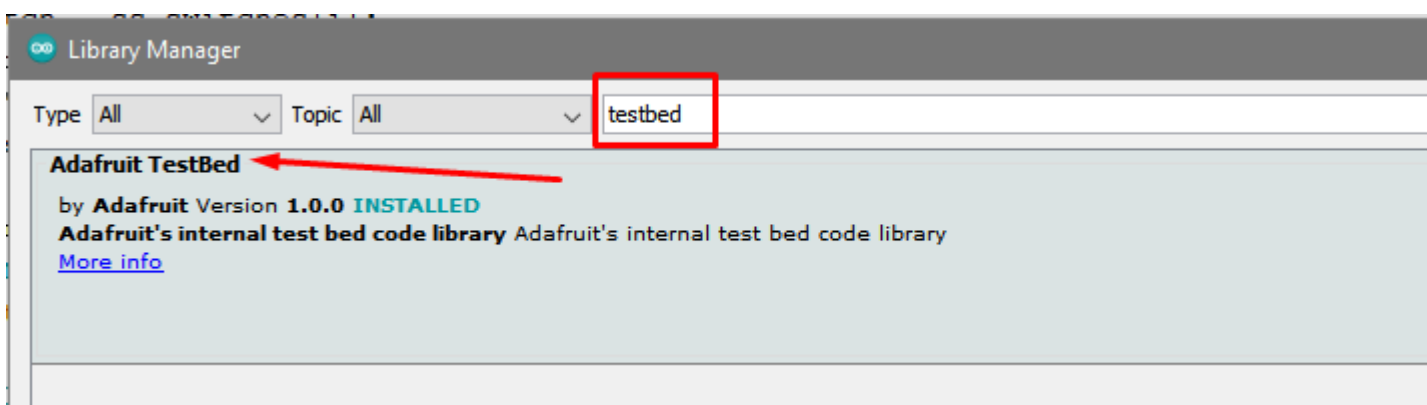 Library Manager
Type All Topic All testbed
Adafruit TestBed
by Adafruit Version 1.0.0 INSTALLED
Adafruit's internal test bed code library Adafruit's internal test bed code library
More info